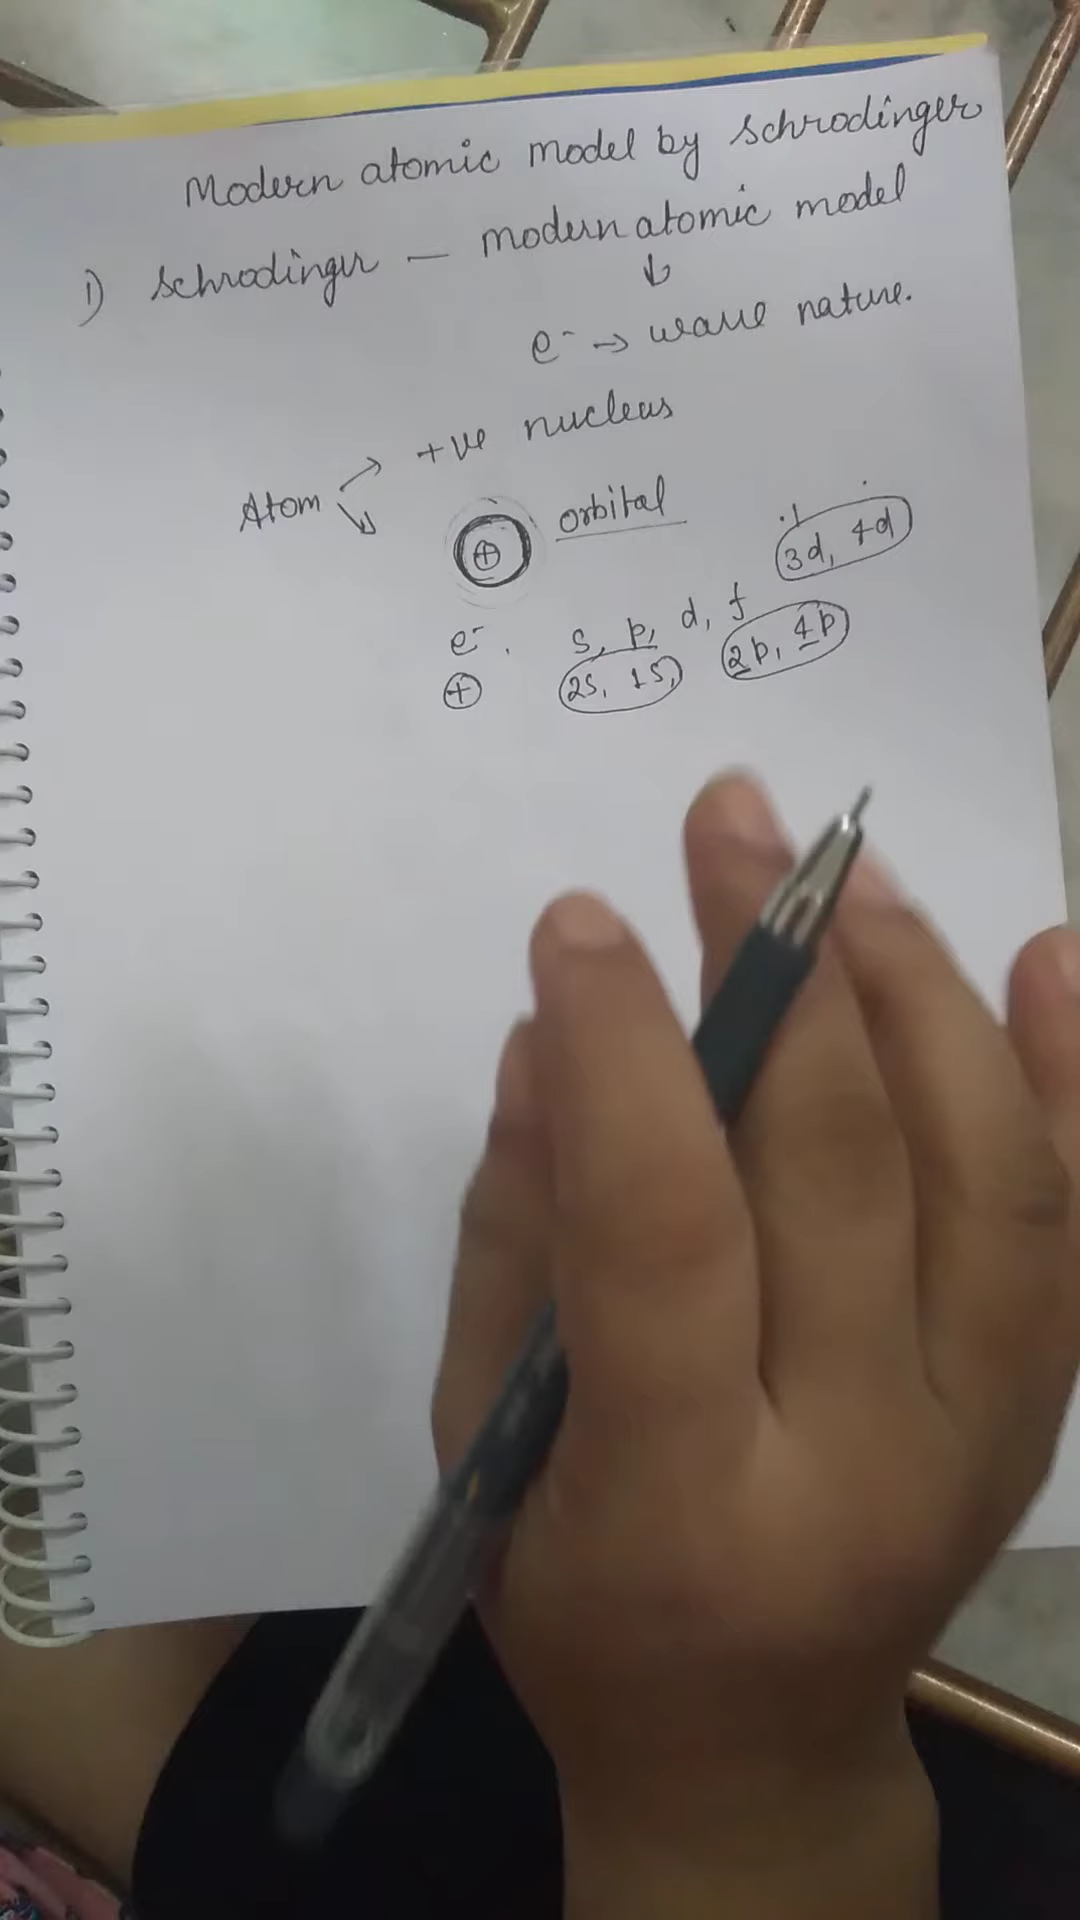 Modern atomic model by Schrodinger
1) Schrodinger — modern atomic model
↓
e⁻ → wave nature.
Atom → +ve nucleus
⊕ orbital
3d, 4d
e⁻. s, p, d, f
⊕ 2s, 1s, 2p, 4p